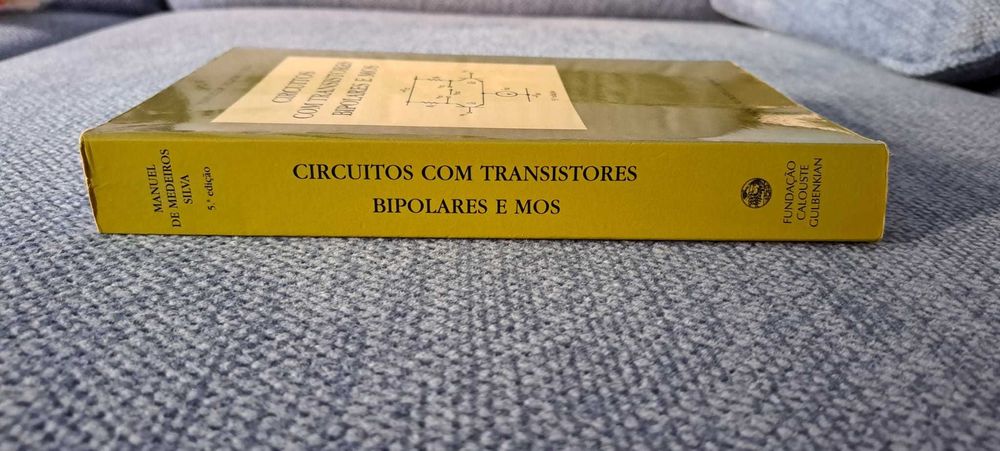 CIRCUITOS
COM TRANSISTORES
BIPOLARES E MOS
MANUEL
DE MEDEIROS
SILVA
5.ª edição
CIRCUITOS COM TRANSISTORES
BIPOLARES E MOS
FUNDAÇÃO
CALOUSTE
GULBENKIAN